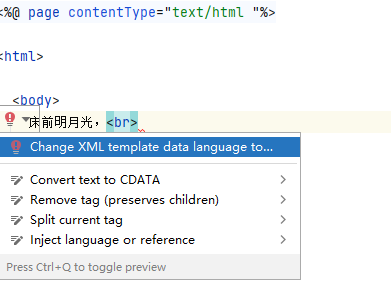 <%@ page contentType="text/html "%>
<html>
<body>
床前明月光，<br>
Change XML template data language to...
Convert text to CDATA
Remove tag (preserves children)
Split current tag
Inject language or reference
Press Ctrl+Q to toggle preview